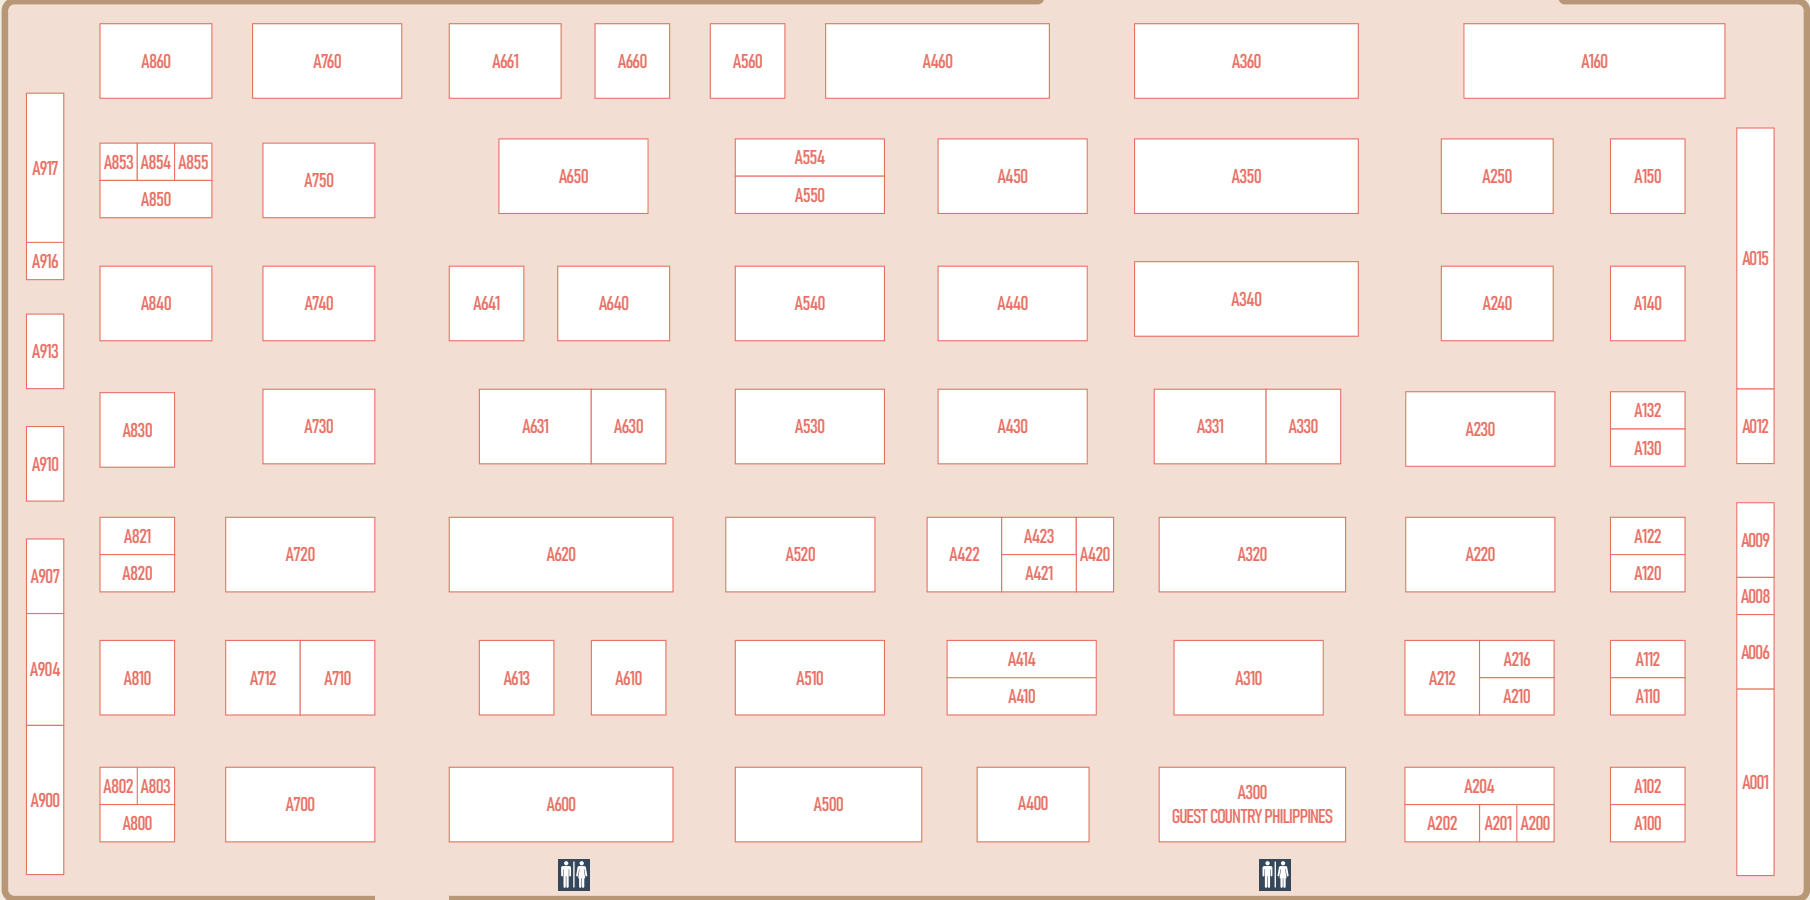 A860 A760 A661 A660 A560 A460 A360 A160
A917 A853 A854 A855 A750 A650 A554 A450 A350 A250 A150
A850 A550
A916 A015
A840 A740 A641 A640 A540 A440 A340 A240 A140
A913
A830 A730 A631 A630 A530 A430 A331 A330 A230 A132 A012
A130
A910
A821 A720 A620 A520 A422 A423 A420 A320 A220 A122 A009
A907 A820 A421 A120 A008
A904 A810 A712 A710 A613 A610 A510 A414 A310 A212 A216 A112 A006
A410 A210 A110
A900 A802 A803 A700 A600 A500 A400 A300 A204 A102 A001
GUEST COUNTRY PHILIPPINES
A800 A202 A201 A200 A100